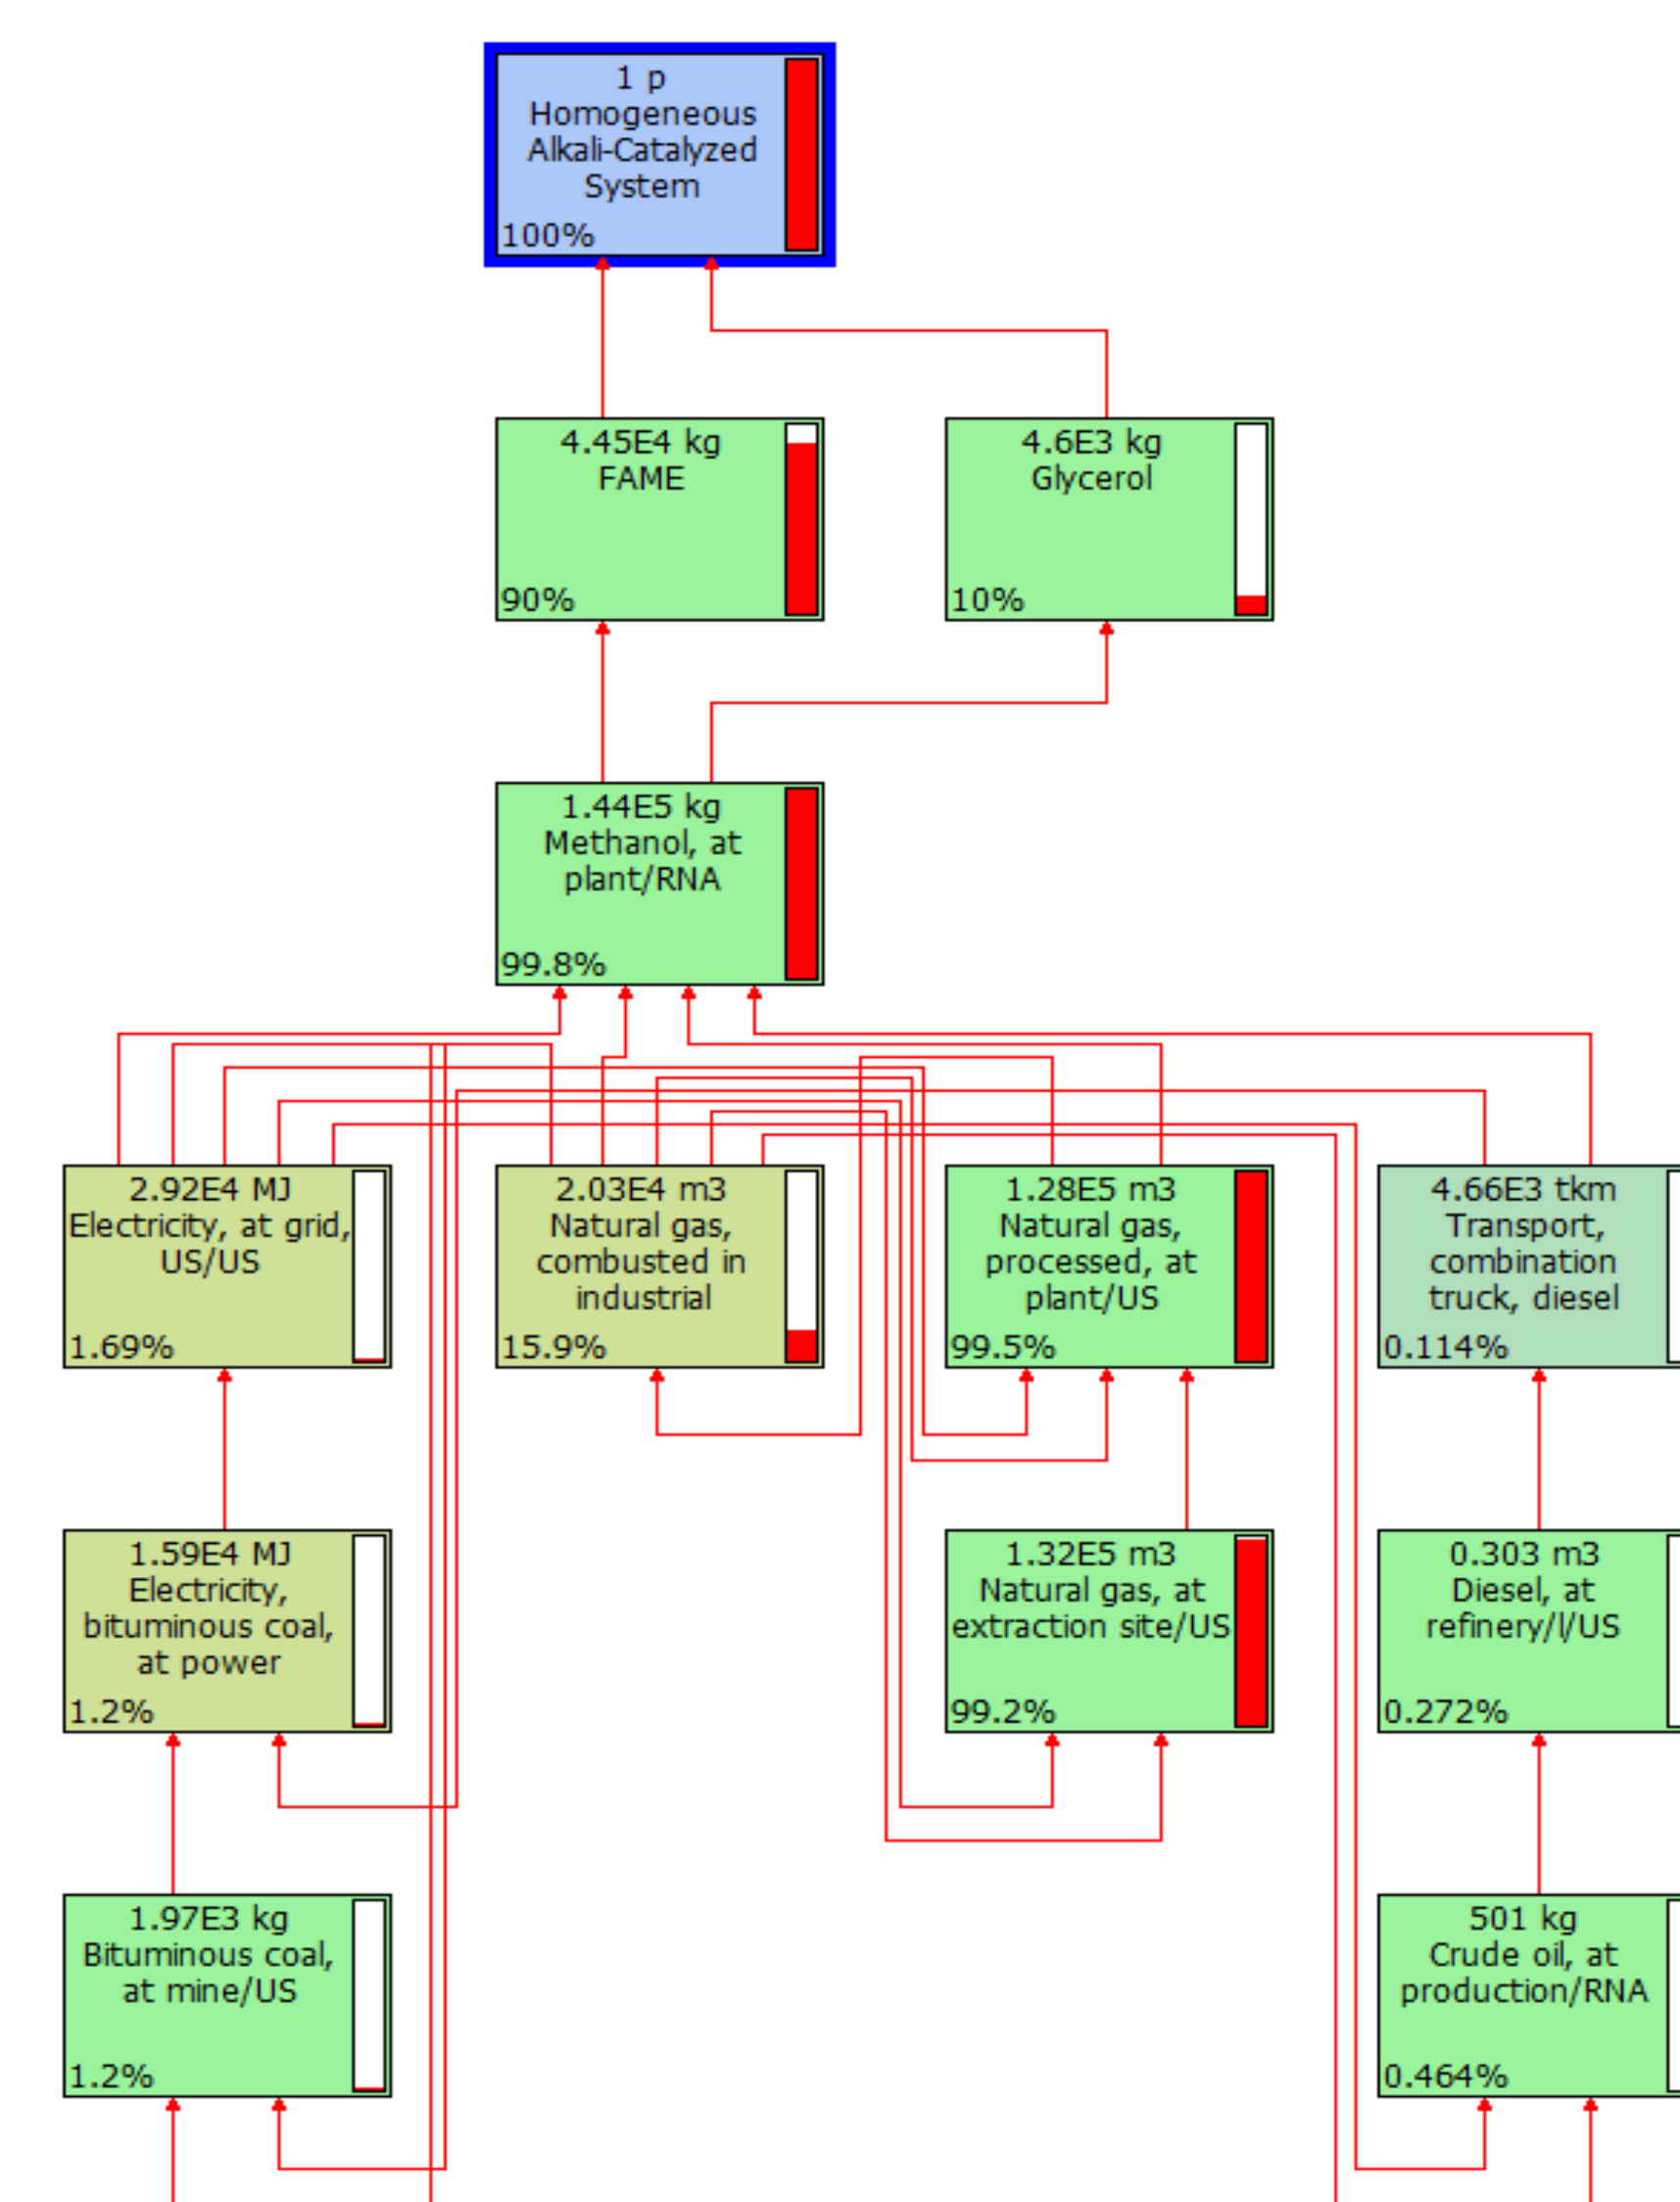 1 p
Homogeneous
Alkali-Catalyzed
System
100%
4.45E4 kg
FAME
90%
4.6E3 kg
Glycerol
10%
1.44E5 kg
Methanol, at
plant/RNA
99.8%
2.92E4 MJ
Electricity, at grid,
US/US
1.69%
2.03E4 m3
Natural gas,
combusted in
industrial
15.9%
1.28E5 m3
Natural gas,
processed, at
plant/US
99.5%
4.66E3 tkm
Transport,
combination
truck, diesel
0.114%
1.59E4 MJ
Electricity,
bituminous coal,
at power
1.2%
1.32E5 m3
Natural gas, at
extraction site/US
99.2%
0.303 m3
Diesel, at
refinery/l/US
0.272%
1.97E3 kg
Bituminous coal,
at mine/US
1.2%
501 kg
Crude oil, at
production/RNA
0.464%